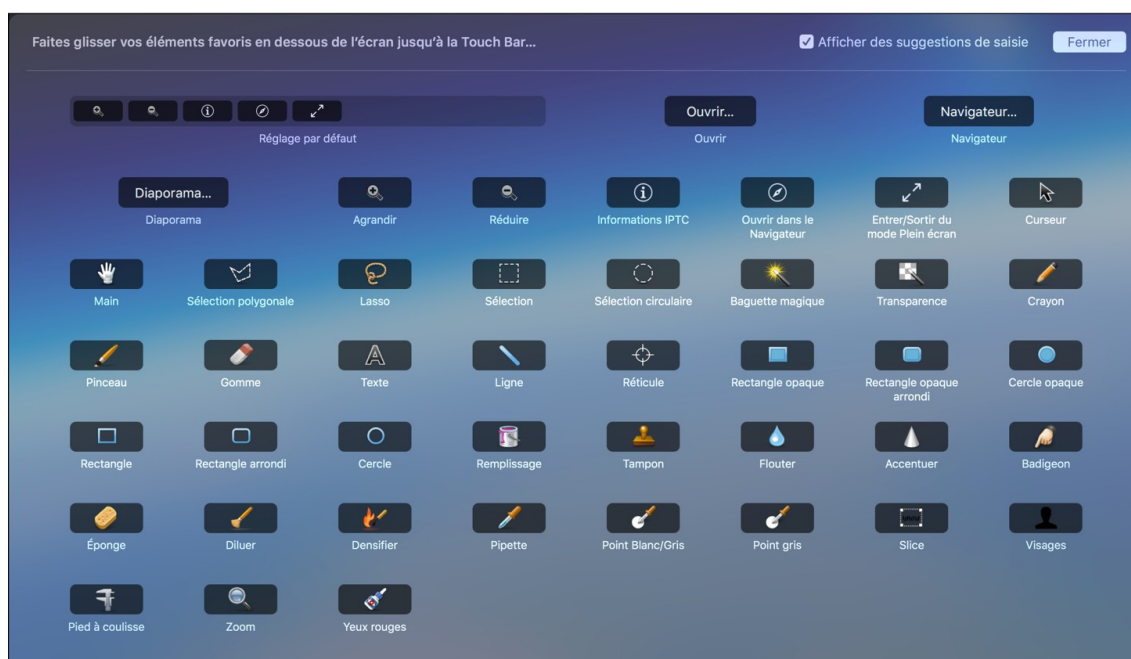 Faites glisser vos éléments favoris en dessous de l’écran jusqu’à la Touch Bar...
Afficher des suggestions de saisie
Fermer
Ouvrir...
Navigateur...
Réglage par défaut
Ouvrir
Navigateur
Diaporama...
Diaporama
Agrandir
Réduire
Informations IPTC
Ouvrir dans le
Navigateur
Entrer/Sortir du
mode Plein écran
Curseur
Main
Sélection polygonale
Lasso
Sélection
Sélection circulaire
Baguette magique
Transparence
Crayon
Pinceau
Gomme
Texte
Ligne
Réticule
Rectangle opaque
Rectangle opaque
arrondi
Cercle opaque
Rectangle
Rectangle arrondi
Cercle
Remplissage
Tampon
Flouter
Accentuer
Badigeon
Éponge
Diluer
Densifier
Pipette
Point Blanc/Gris
Point gris
Slice
Visages
Pied à coulisse
Zoom
Yeux rouges